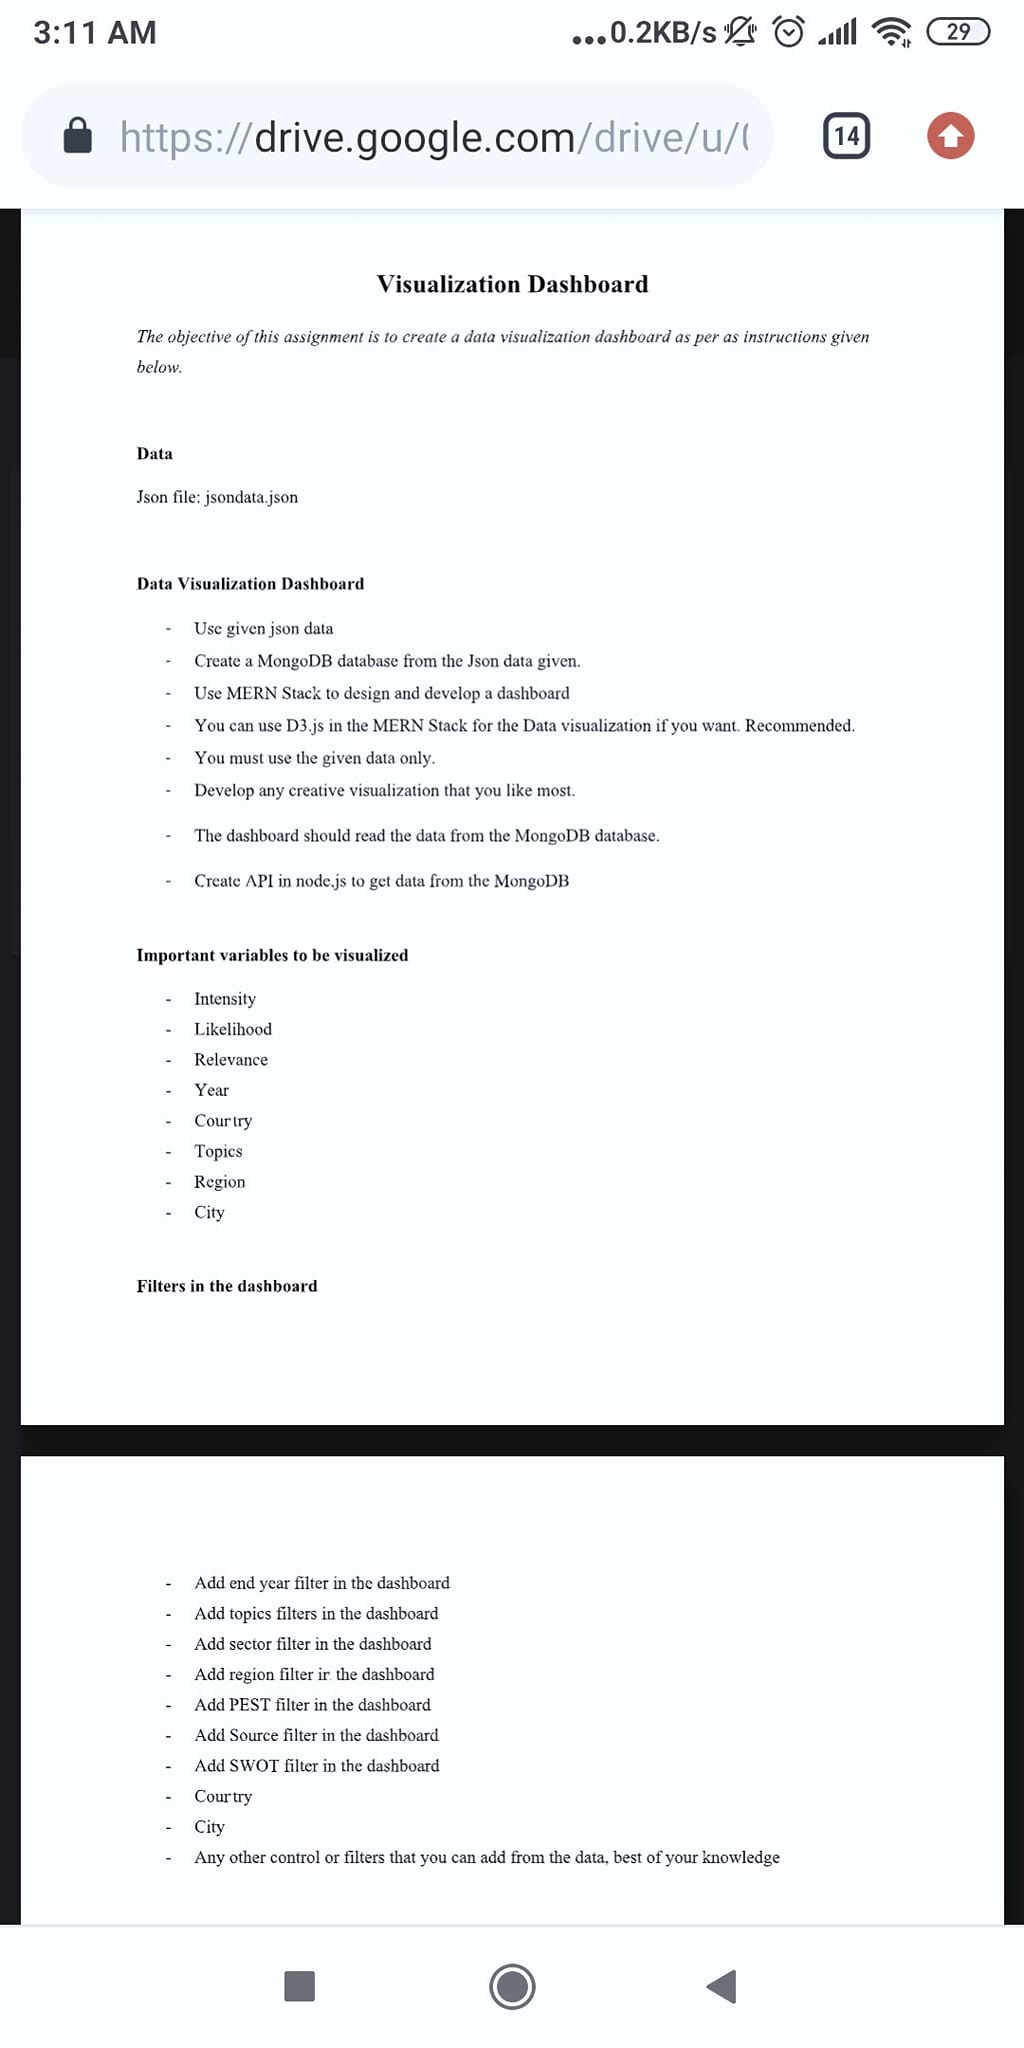 3:11 AM
...0.2KB/s
29
https://drive.google.com/drive/u/
14
Visualization Dashboard
The objective of this assignment is to create a data visualization dashboard as per as instructions given
below.
Data
Json file: jsondata.json
Data Visualization Dashboard
- Use given json data
- Create a MongoDB database from the Json data given.
- Use MERN Stack to design and develop a dashboard
- You can use D3.js in the MERN Stack for the Data visualization if you want. Recommended.
- You must use the given data only.
- Develop any creative visualization that you like most.
- The dashboard should read the data from the MongoDB database.
- Create API in node.js to get data from the MongoDB
Important variables to be visualized
- Intensity
- Likelihood
- Relevance
- Year
- Country
- Topics
- Region
- City
Filters in the dashboard
- Add end year filter in the dashboard
- Add topics filters in the dashboard
- Add sector filter in the dashboard
- Add region filter in the dashboard
- Add PEST filter in the dashboard
- Add Source filter in the dashboard
- Add SWOT filter in the dashboard
- Country
- City
- Any other control or filters that you can add from the data, best of your knowledge